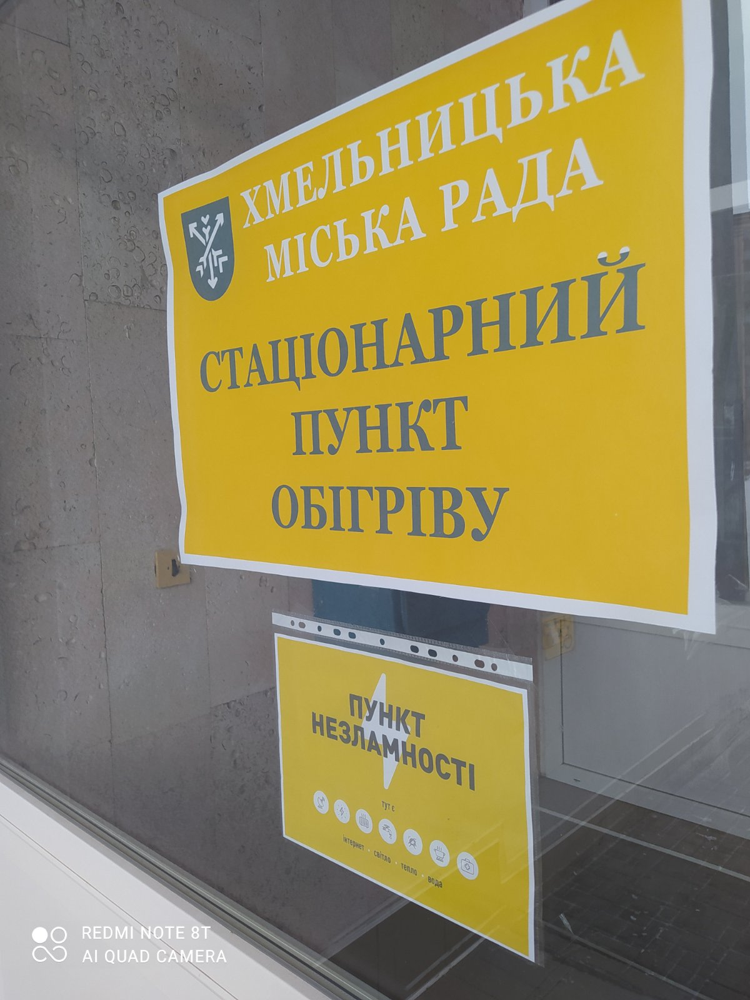 ХМЕЛЬНИЦЬКА
МІСЬКА РАДА
СТАЦІОНАРНИЙ
ПУНКТ
ОБІГРІВУ
ПУНКТ
НЕЗЛАМНОСТІ
тут є
інтернет · світло · тепло · вода
REDMI NOTE 8T
AI QUAD CAMERA